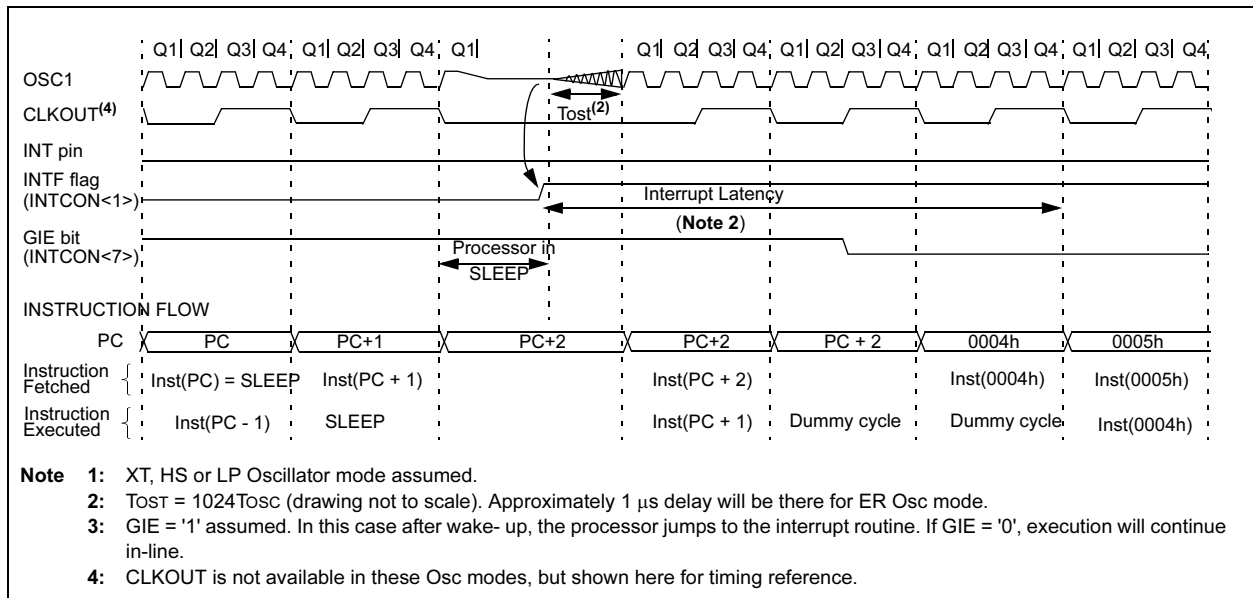 Q1 Q2 Q3 Q4 Q1 Q2 Q3 Q4 Q1 Q1 Q2 Q3 Q4 Q1 Q2 Q3 Q4 Q1 Q2 Q3 Q4 Q1 Q2 Q3 Q4
OSC1
CLKOUT(4)
Tost(2)
INT pin
INTF flag
(INTCON<1>)
Interrupt Latency
(Note 2)
GIE bit
(INTCON<7>)
Processor in
SLEEP
INSTRUCTION FLOW
PC PC PC+1 PC+2 PC+2 PC + 2 0004h 0005h
Instruction
Fetched
Inst(PC) = SLEEP Inst(PC + 1) Inst(PC + 2) Inst(0004h) Inst(0005h)
Instruction
Executed
Inst(PC - 1) SLEEP Inst(PC + 1) Dummy cycle Dummy cycle Inst(0004h)
Note 1: XT, HS or LP Oscillator mode assumed.
2: TOST = 1024TOSC (drawing not to scale). Approximately 1 μs delay will be there for ER Osc mode.
3: GIE = '1' assumed. In this case after wake- up, the processor jumps to the interrupt routine. If GIE = '0', execution will continue
in-line.
4: CLKOUT is not available in these Osc modes, but shown here for timing reference.